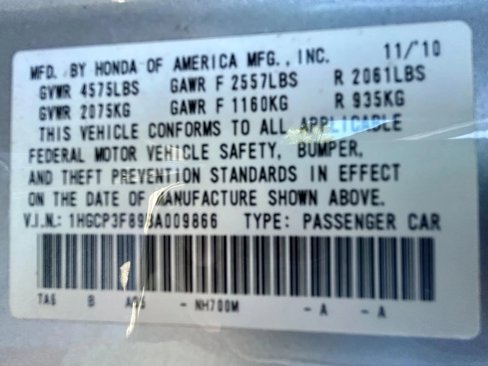 MFD. BY HONDA OF AMERICA MFG., INC. 11/'10
GVWR 4575LBS GAWR F 2557LBS R 2061LBS
GVWR 2075KG GAWR F 1160KG R 935KG
THIS VEHICLE CONFORMS TO ALL APPLICABLE
FEDERAL MOTOR VEHICLE SAFETY, BUMPER,
AND THEFT PREVENTION STANDARDS IN EFFECT
ON THE DATE OF MANUFACTURE SHOWN ABOVE.
V.I.N.: TYPE: PASSENGER CAR
TA6 B - NH700M - A - A